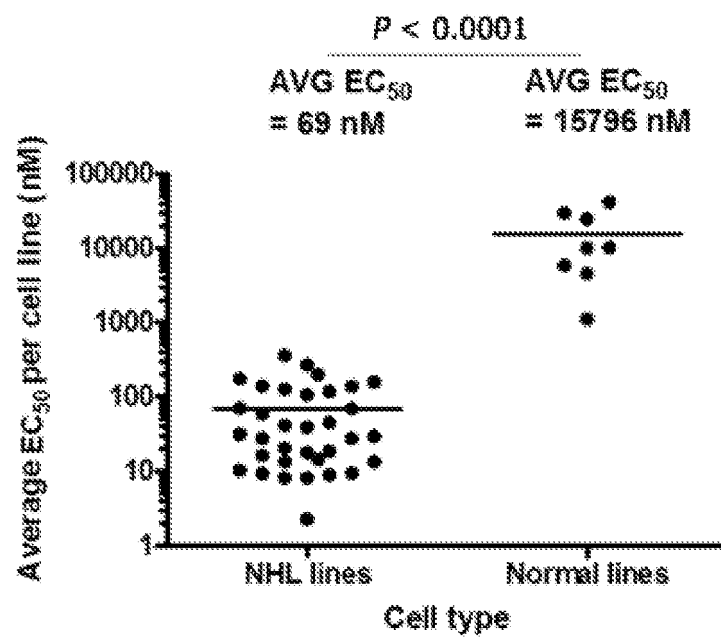 P < 0.0001
AVG EC50
= 69 nM
AVG EC50
= 15796 nM
Average EC50 per cell line (nM)
100000
10000
1000
100
10
1
NHL lines
Normal lines
Cell type